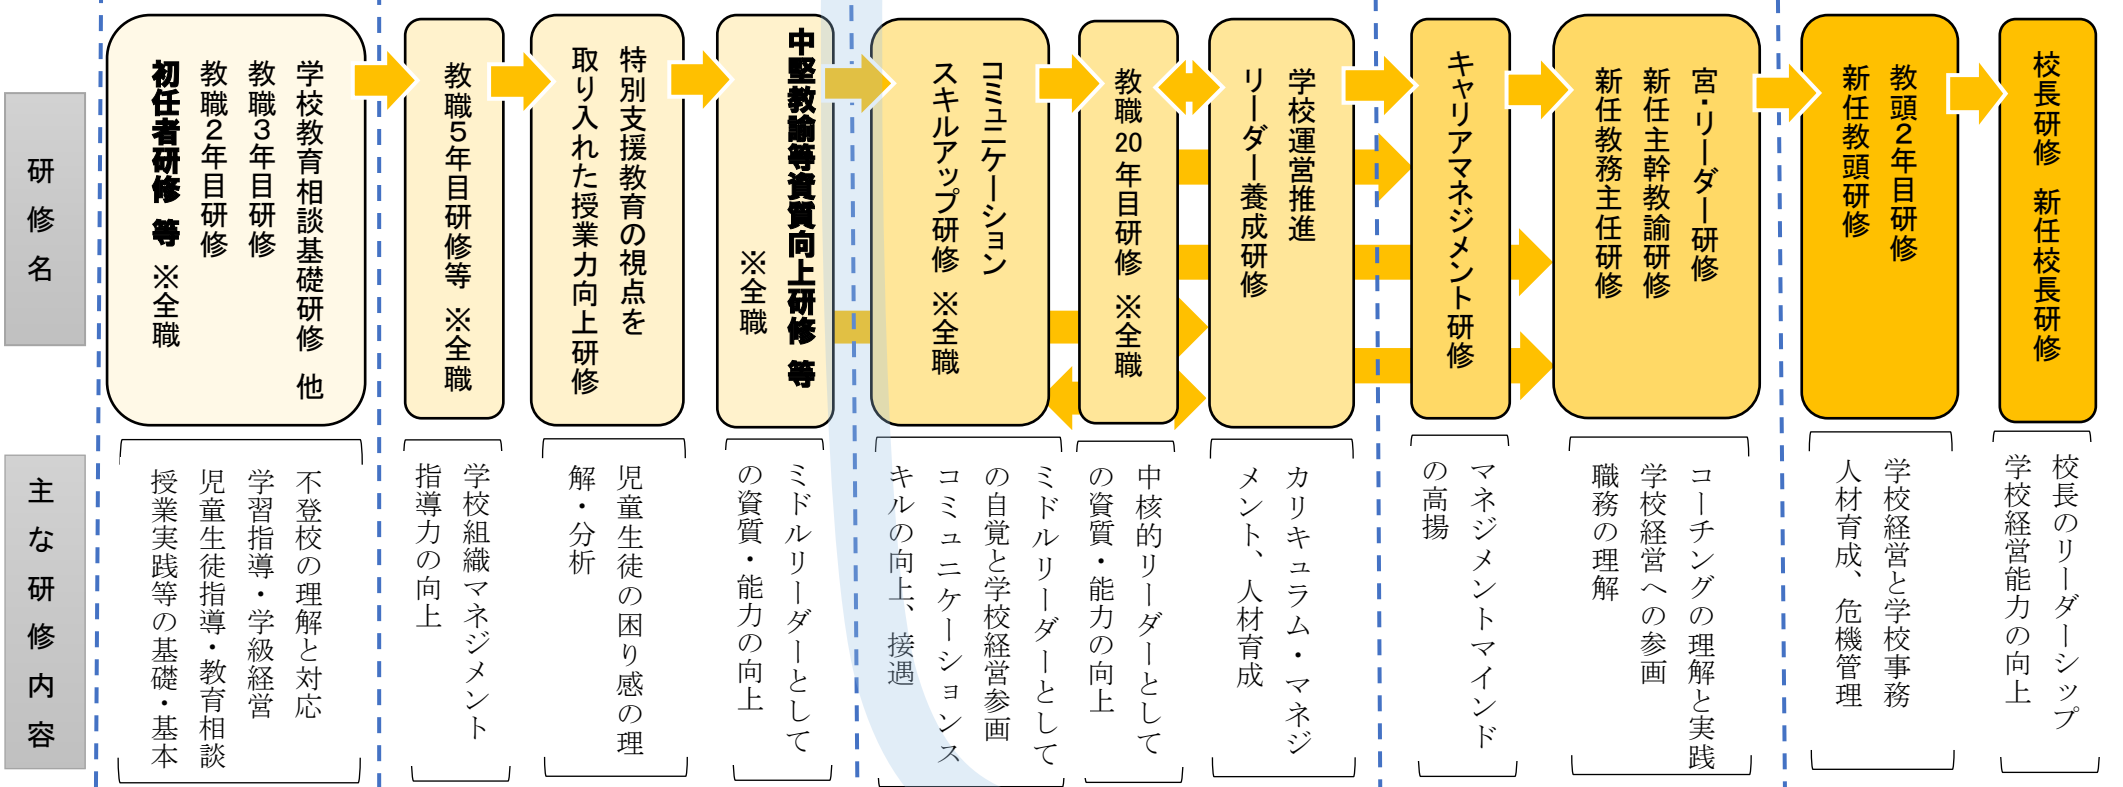 研修名
初任者研修 等 ※全職
教職2年目研修
教職3年目研修
学校教育相談基礎研修 他
教職5年目研修等 ※全職
特別支援教育の視点を
取り入れた授業力向上研修
中堅教諭等資質向上研修 等
※全職
コミュニケーション
スキルアップ研修 ※全職
教職20年目研修 ※全職
学校運営推進
リーダー養成研修
キャリアマネジメント研修
宮・リーダー研修
新任主幹教諭研修
新任教務主任研修
教頭2年目研修
新任教頭研修
校長研修 新任校長研修
主な研修内容
不登校の理解と対応
学習指導・学級経営
児童生徒指導・教育相談
授業実践等の基礎・基本
学校組織マネジメント
指導力の向上
児童生徒の困り感の理
解・分析
ミドルリーダーとして
の資質・能力の向上
ミドルリーダーとして
の自覚と学校経営参画
コミュニケーションス
キルの向上、接遇
中核的リーダーとして
の資質・能力の向上
カリキュラム・マネジ
メント、人材育成
マネジメントマインド
の高揚
コーチングの理解と実践
学校経営への参画
職務の理解
学校経営と学校事務
人材育成、危機管理
校長のリーダーシップ
学校経営能力の向上